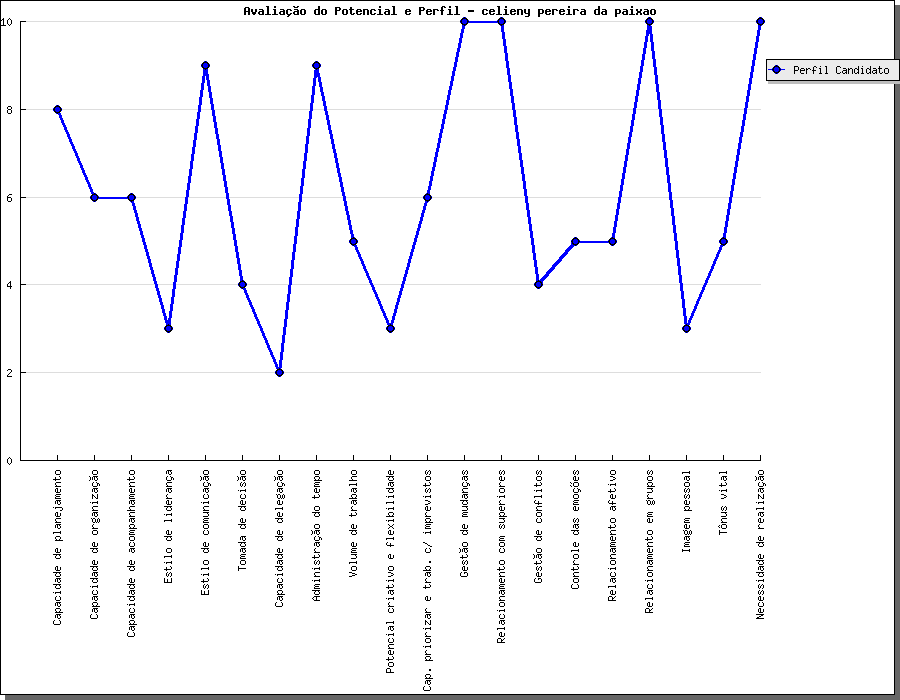 Avaliação do Potencial e Perfil - celieny pereira da paixao
Perfil Candidato
10
8
6
4
2
0
Capacidade de planejamento
Capacidade de organização
Capacidade de acompanhamento
Estilo de liderança
Estilo de comunicação
Tomada de decisão
Capacidade de delegação
Administração do tempo
Volume de trabalho
Potencial criativo e flexibilidade
Cap. priorizar e trab. c/ imprevistos
Gestão de mudanças
Relacionamento com superiores
Gestão de conflitos
Controle das emoções
Relacionamento afetivo
Relacionamento em grupos
Imagem pessoal
Tônus vital
Necessidade de realização